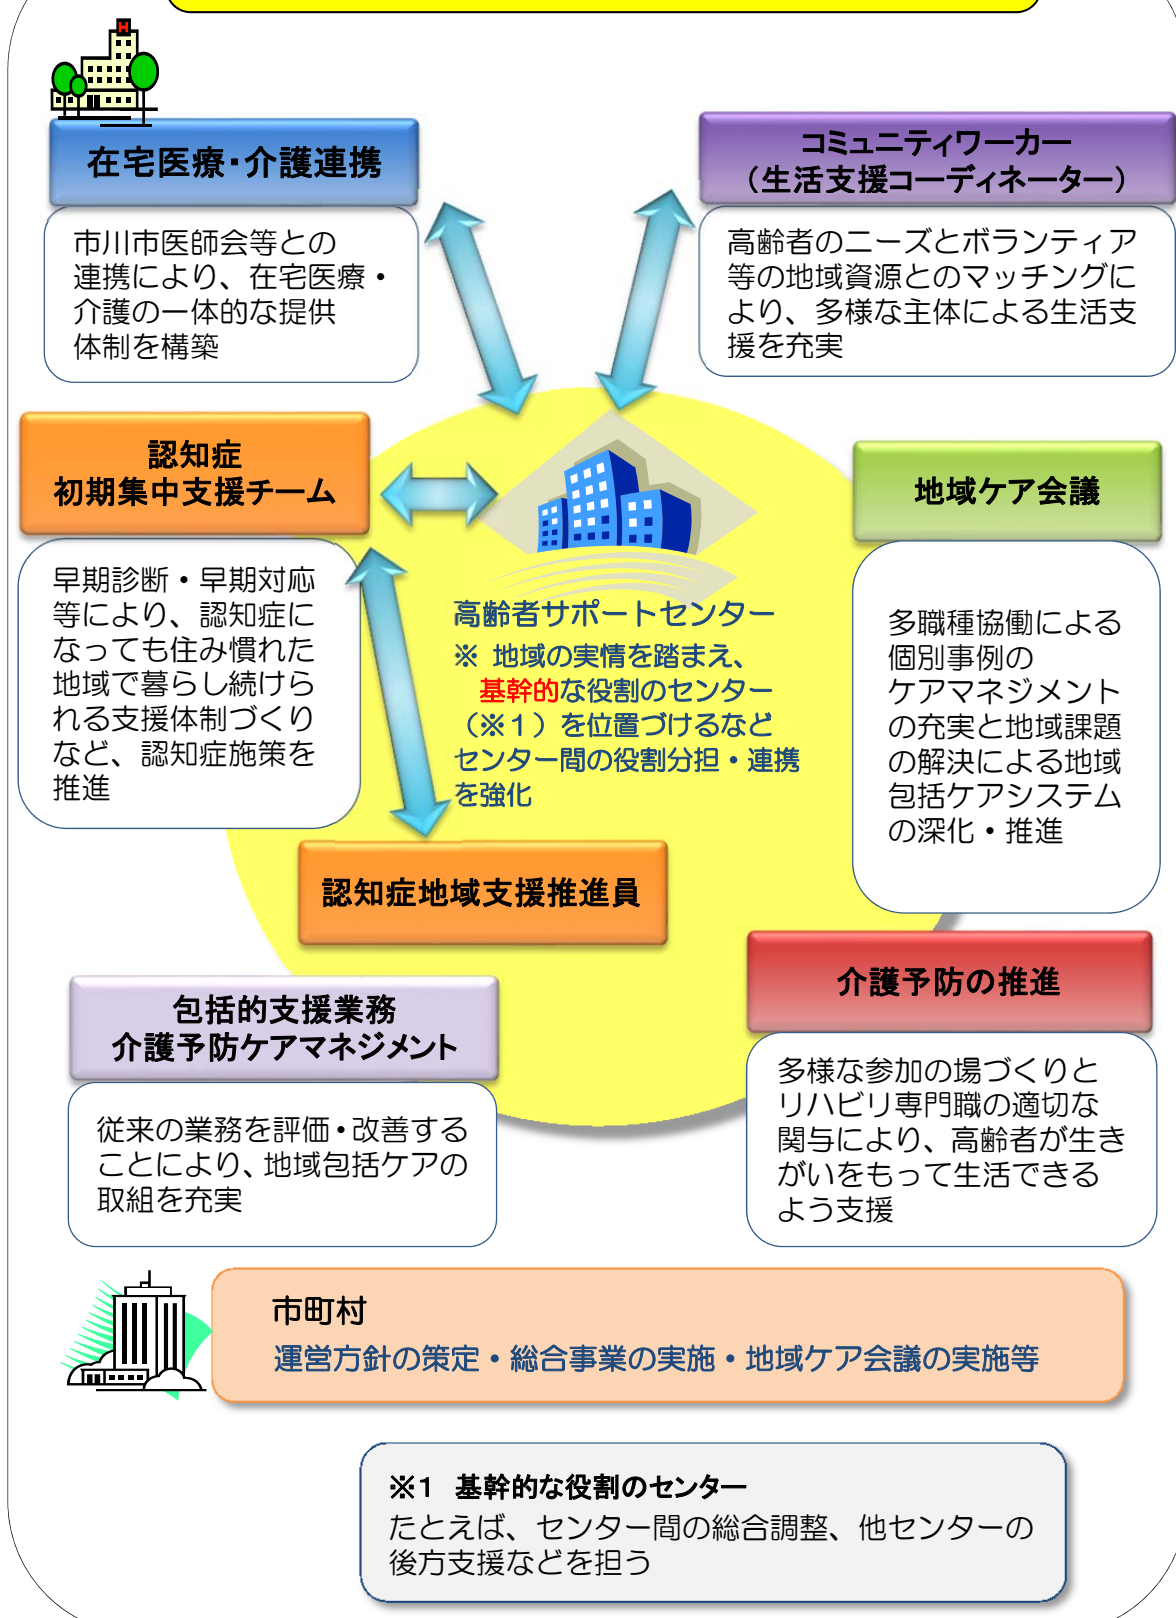 H
在宅医療・介護連携
市川市医師会等との
連携により、在宅医療・
介護の一体的な提供
体制を構築
コミュニティワーカー
（生活支援コーディネーター）
高齢者のニーズとボランティア
等の地域資源とのマッチングに
より、多様な主体による生活支
援を充実
認知症
初期集中支援チーム
早期診断・早期対応
等により、認知症に
なっても住み慣れた
地域で暮らし続けら
れる支援体制づくり
など、認知症施策を
推進
高齢者サポートセンター
※ 地域の実情を踏まえ、
基幹的な役割のセンター
（※１）を位置づけるなど
センター間の役割分担・連携
を強化
地域ケア会議
多職種協働による
個別事例の
ケアマネジメント
の充実と地域課題
の解決による地域
包括ケアシステム
の深化・推進
認知症地域支援推進員
包括的支援業務
介護予防ケアマネジメント
従来の業務を評価・改善する
ことにより、地域包括ケアの
取組を充実
介護予防の推進
多様な参加の場づくりと
リハビリ専門職の適切な
関与により、高齢者が生き
がいをもって生活できる
よう支援
市町村
運営方針の策定・総合事業の実施・地域ケア会議の実施等
※１ 基幹的な役割のセンター
たとえば、センター間の総合調整、他センターの
後方支援などを担う